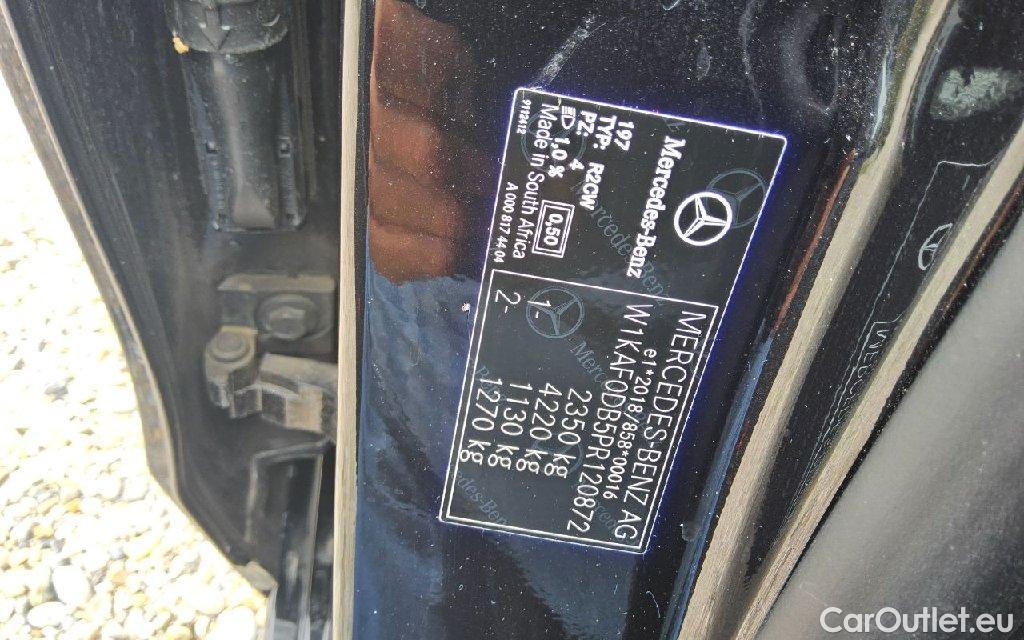 MERCEDES-BENZ AG
e1*2018/858*00016
W1KAF0DB5PR120872
2350 kg
4220 kg
1- 1130 kg
2- 1270 kg
Mercedes-Benz
197
TYP: R2CW
PZ. 4
1,0 %
0.50
Made in South Africa
9112412
A 000 817 44 04
CarOutlet.eu